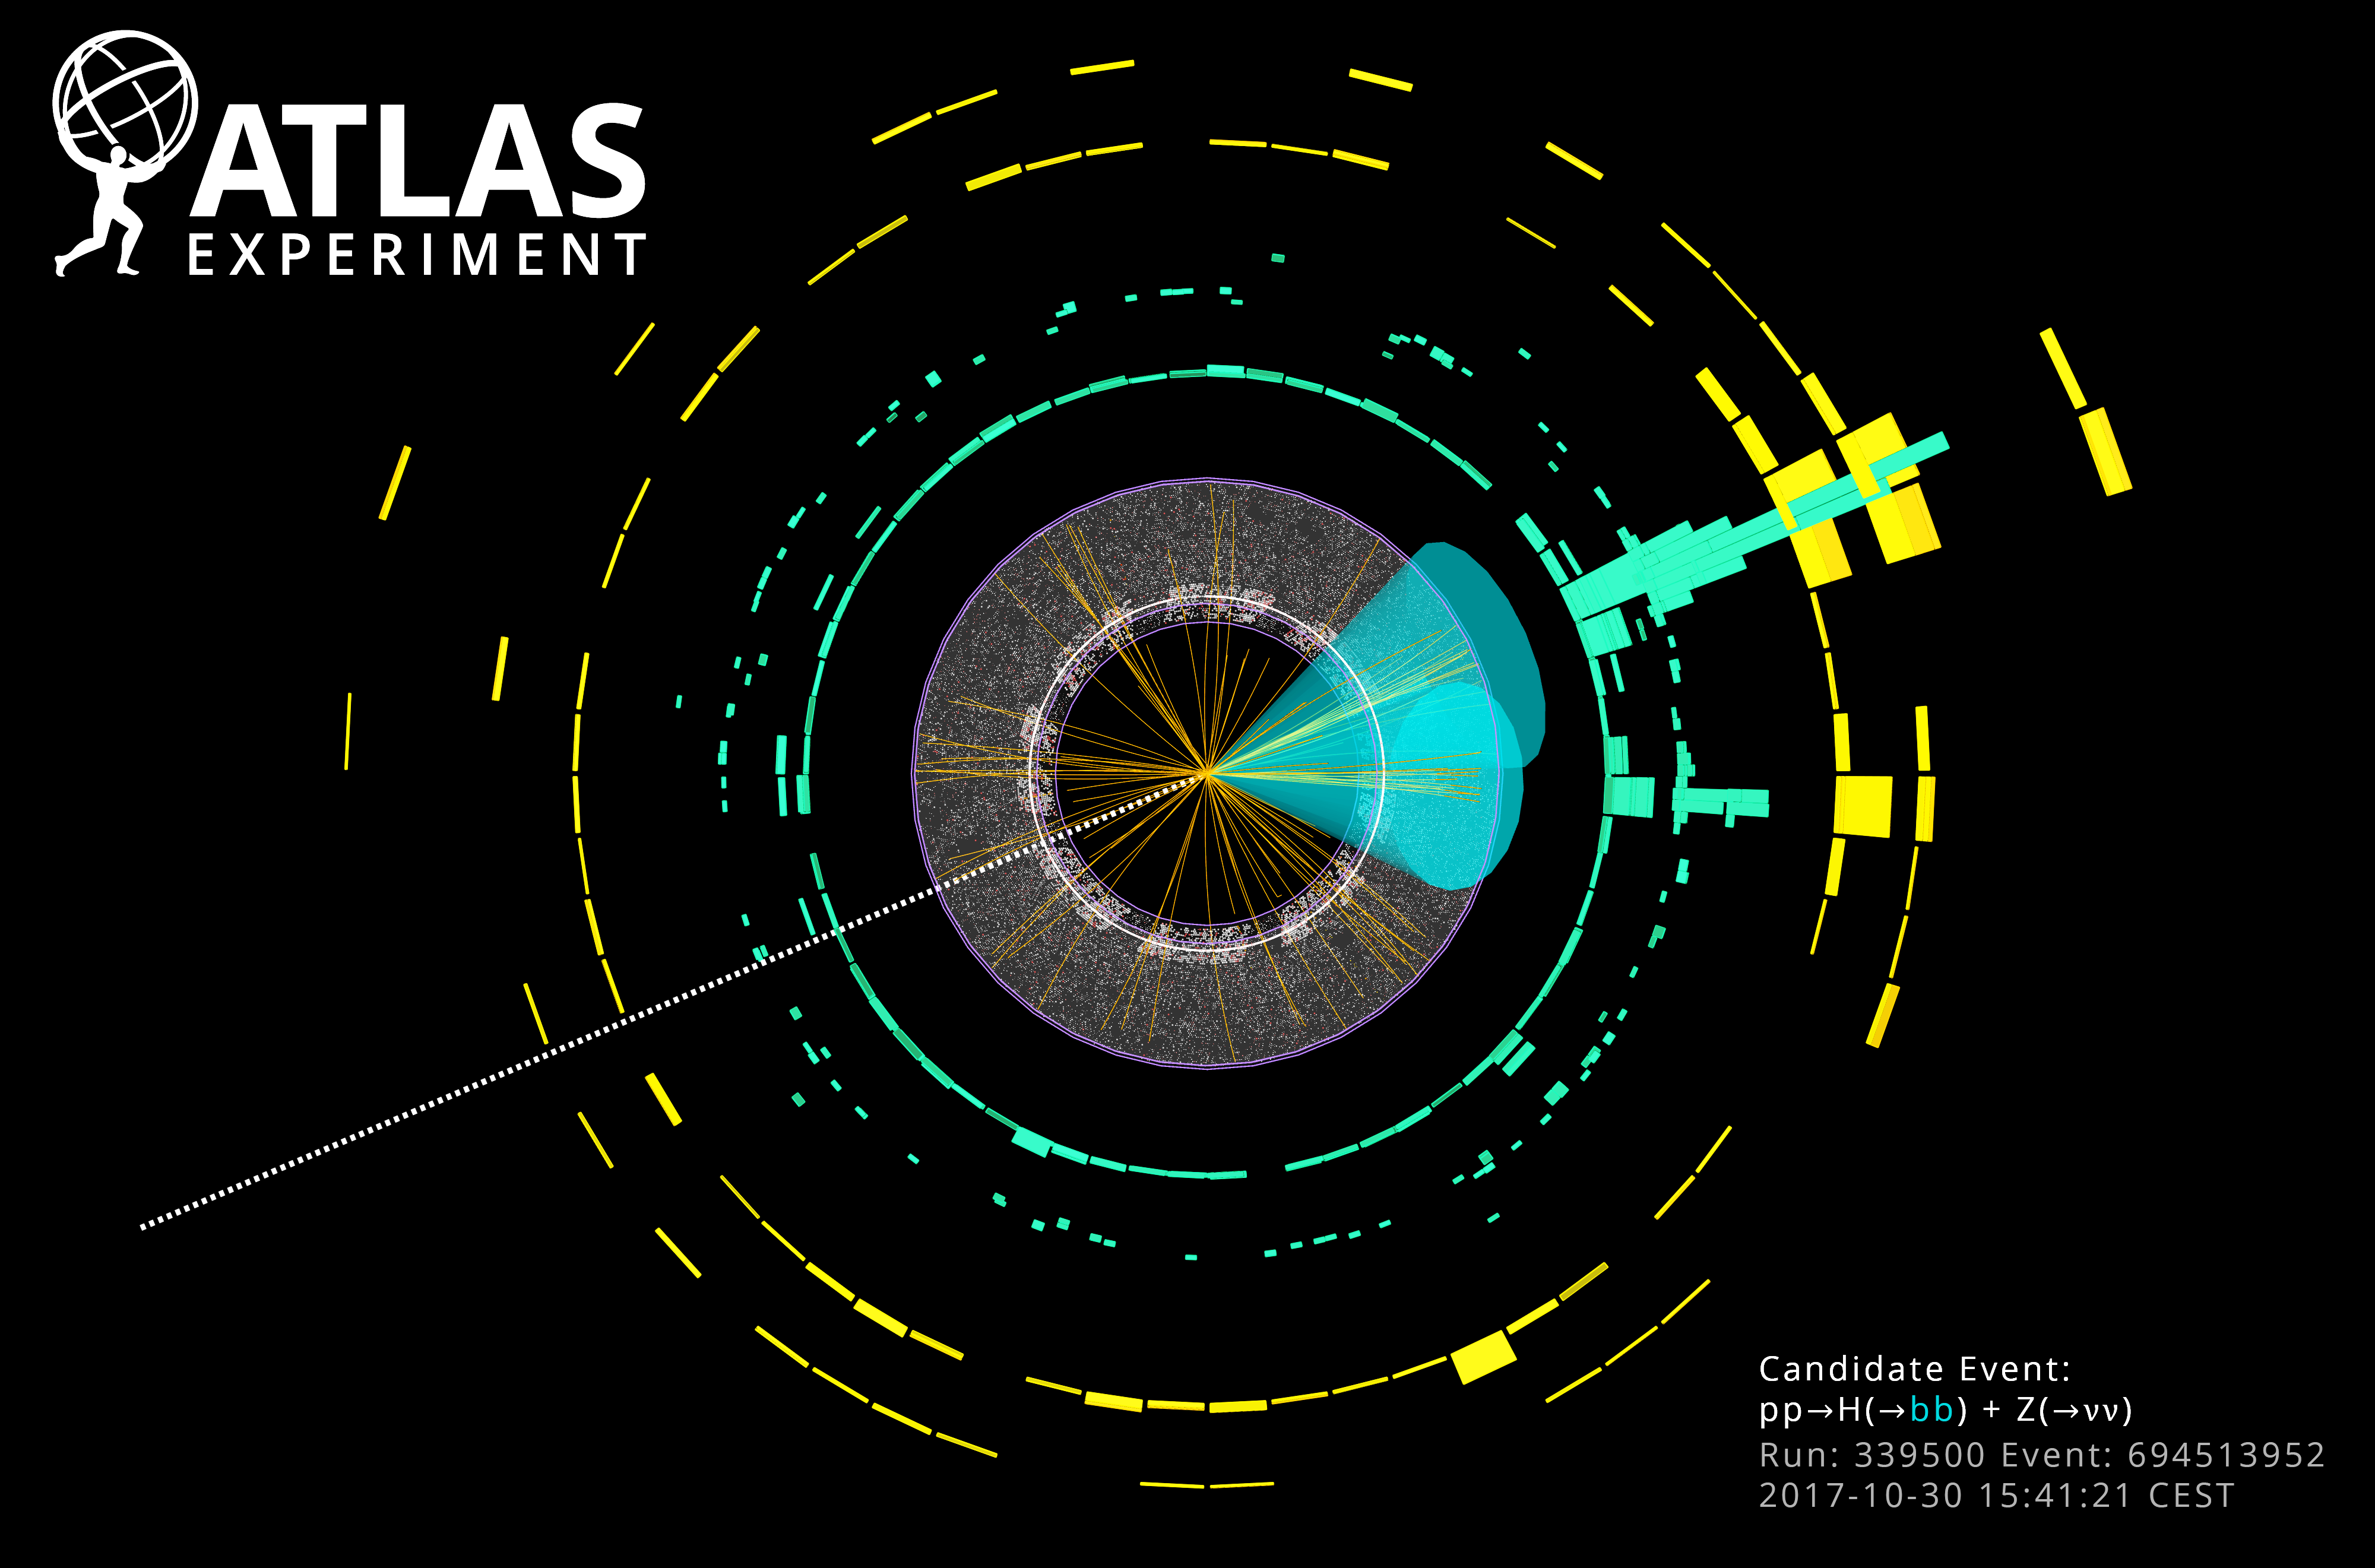 ATLAS
EXPERIMENT
Candidate Event:
pp→H(→bb) + Z(→νν)
Run: 339500 Event: 694513952
2017-10-30 15:41:21 CEST